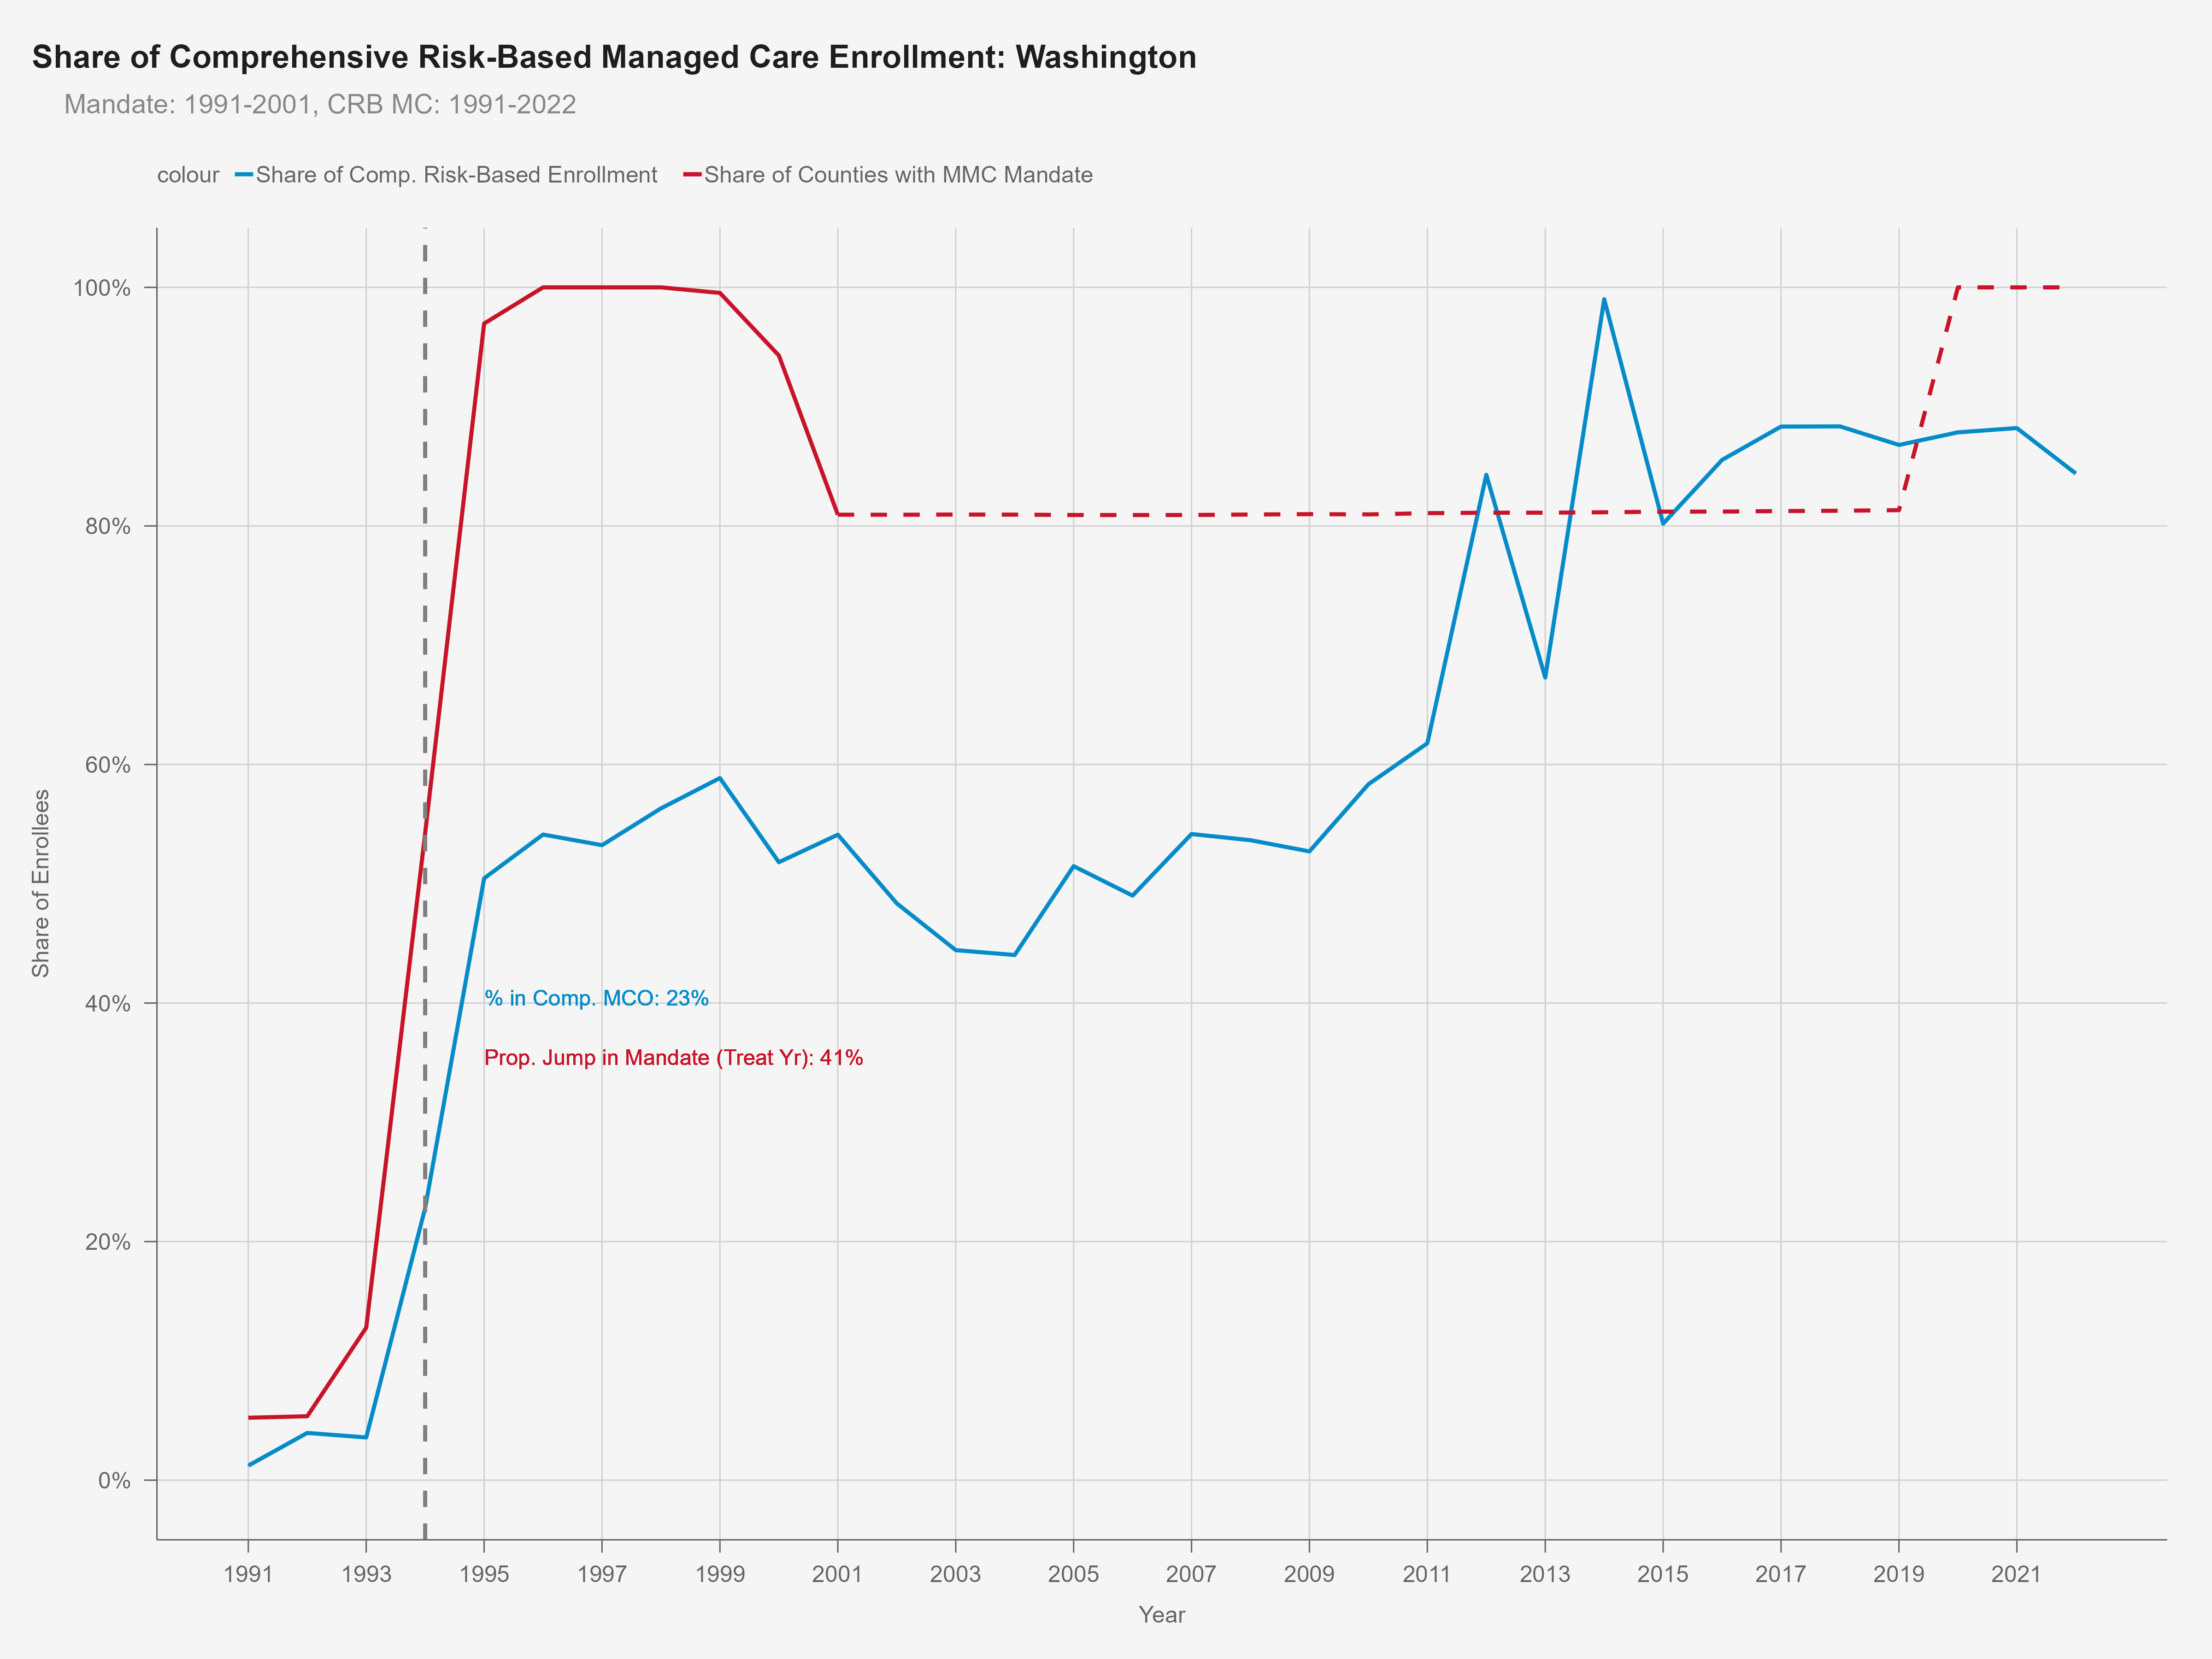 Share of Comprehensive Risk-Based Managed Care Enrollment: Washington
Mandate: 1991-2001, CRB MC: 1991-2022
colour Share of Comp. Risk-Based Enrollment Share of Counties with MMC Mandate
100%
80%
60%
40%
20%
0%
Share of Enrolles
% in Comp. MCO: 23%
Prop. Jump in Mandate (Treat Yr): 41%
1991 1993 1995 1997 1999 2001 2003 2005 2007 2009 2011 2013 2015 2017 2019 2021
Year